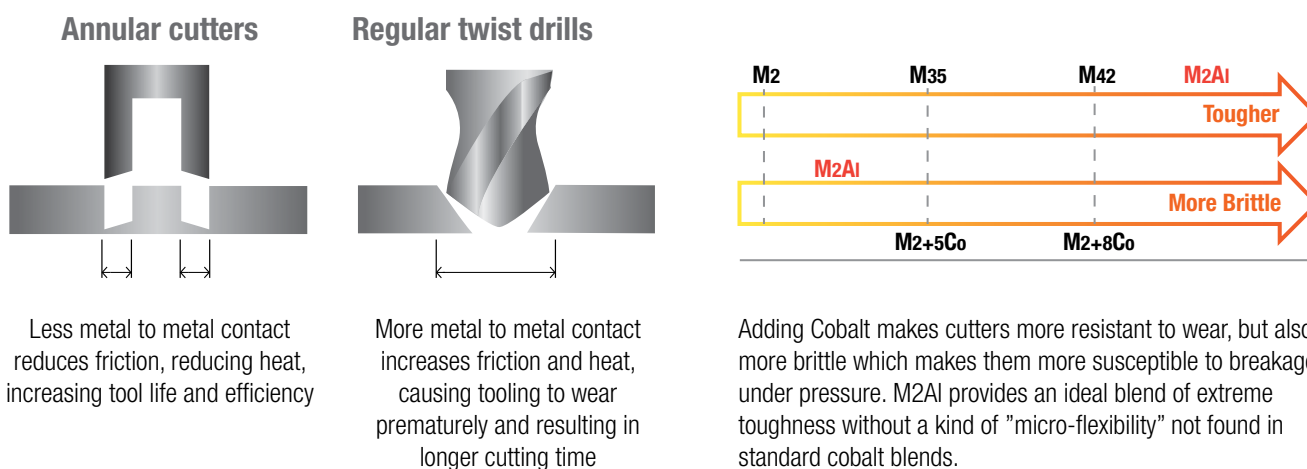 Annular cutters
Less metal to metal contact
reduces friction, reducing heat,
increasing tool life and efficiency
Regular twist drills
More metal to metal contact
increases friction and heat,
causing tooling to wear
prematurely and resulting in
longer cutting time
M2 M35 M42 M2Al
Tougher
M2Al
More Brittle
M2+5Co M2+8Co
Adding Cobalt makes cutters more resistant to wear, but also
more brittle which makes them more susceptible to breakage
under pressure. M2Al provides an ideal blend of extreme
toughness without a kind of ”micro-flexibility” not found in
standard cobalt blends.